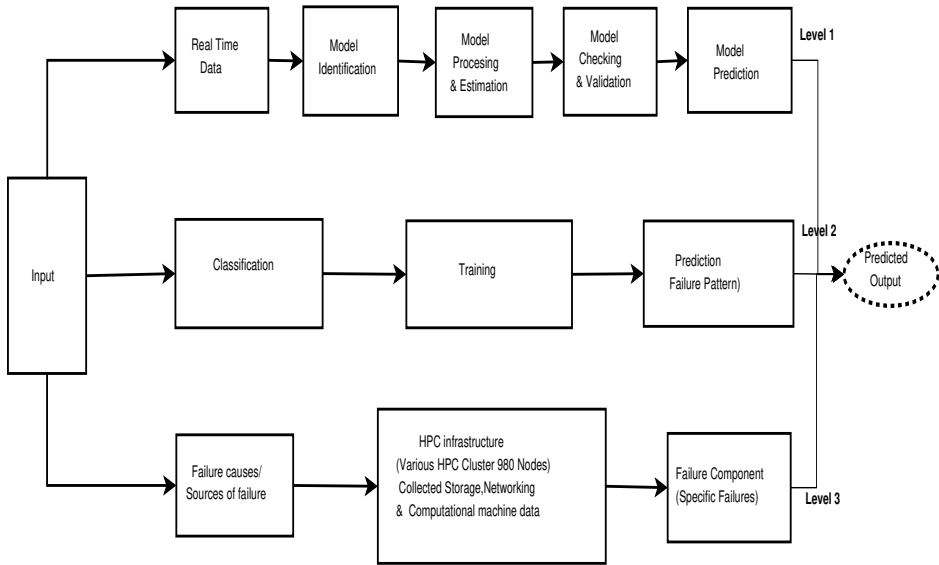 Real Time
Data
Model
Identification
Model
Procesing
& Estimation
Model
Checking
& Validation
Model
Prediction
Level 1
Input
Classification
Training
Prediction
Failure Pattern)
Level 2
Predicted
Output
Failure causes/
Sources of failure
HPC infrastructure
(Various HPC Cluster 980 Nodes)
Collected Storage,Networking
& Computational machine data
Failure Component
(Specific Failures)
Level 3